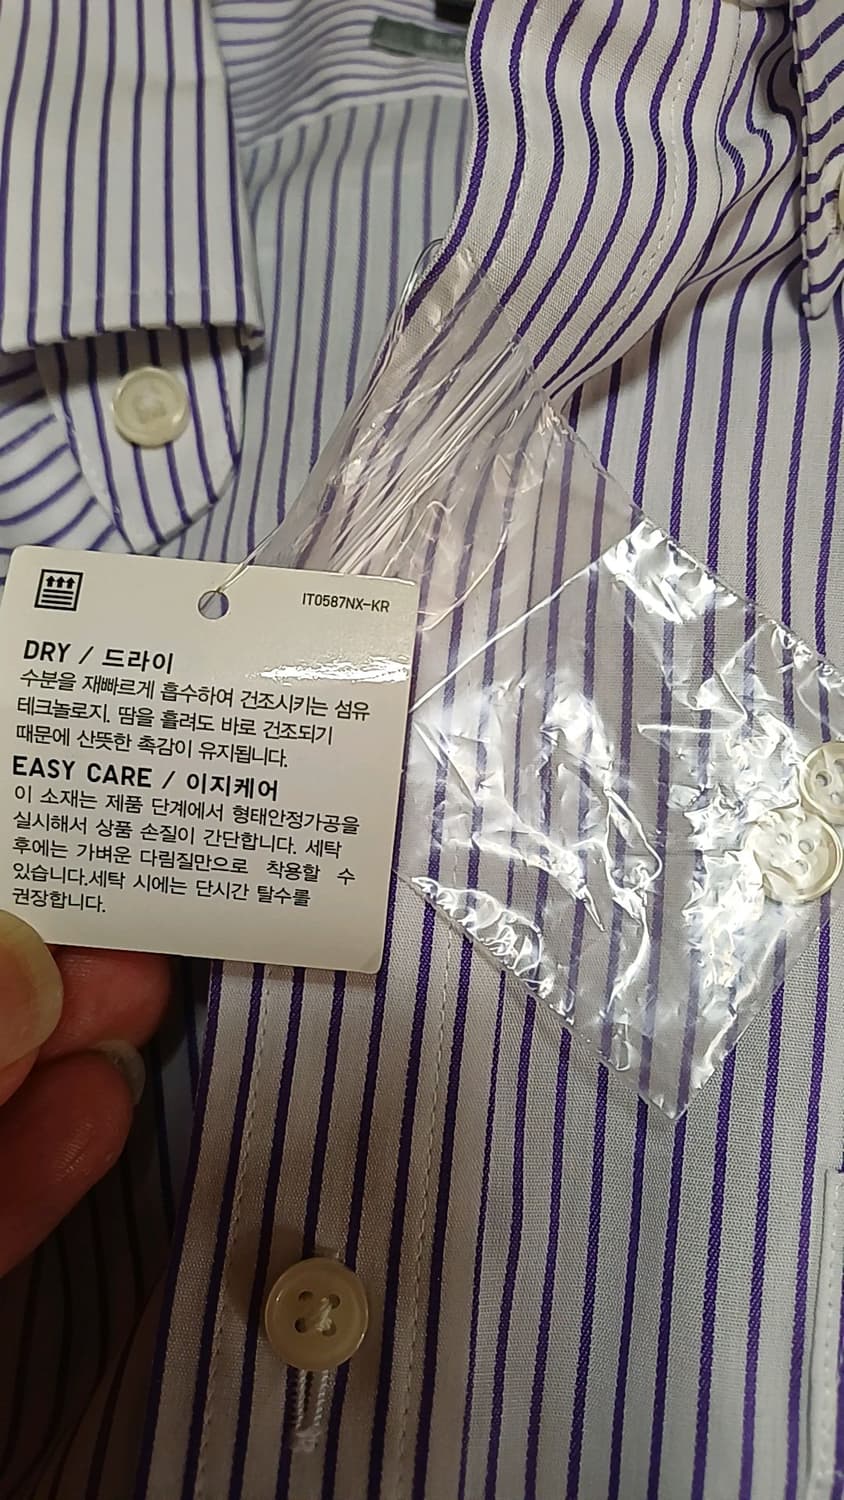 IT0587NX-KR
DRY / 드라이
수분을 재빠르게 흡수하여 건조시키는 섬유
테크놀로지. 땀을 흘려도 바로 건조되기
때문에 산뜻한 촉감이 유지됩니다.
EASY CARE / 이지케어
이 소재는 제품 단계에서 형태안정가공을
실시해서 상품 손질이 간단합니다. 세탁
후에는 가벼운 다림질만으로 착용할 수
있습니다.세탁 시에는 단시간 탈수를
권장합니다.